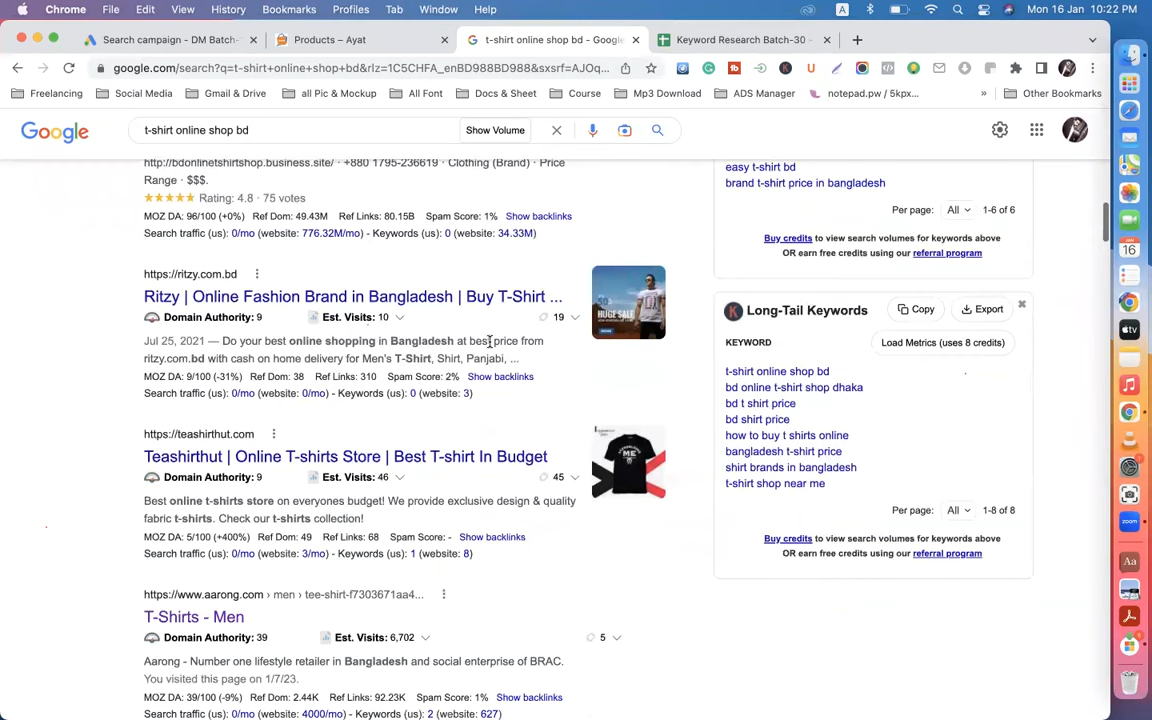 Chrome File Edit View History Bookmarks Profiles Tab Window Help A Mon 16 Jan 10:22 PM
Search campaign - DM Batch- Products – Ayat t-shirt online shop bd - Google Keyword Research Batch-30 -
google.com/search?q=t-shirt+online+shop+bd&rlz=1C5CHFA_enBD988BD988&sxsrf=AJOq...
Freelancing Social Media Gmail & Drive all Pic & Mockup All Font Docs & Sheet Course Mp3 Download ADS Manager notepad.pw / 5kpx... » Other Bookmarks
Google t-shirt online shop bd Show Volume
http://bdonlinetshirtshop.business.site/ · +880 1795-236619 · Clothing (Brand) · Price
Range · $$$.
Rating: 4.8 · 75 votes
MOZ DA: 96/100 (+0%) Ref Dom: 49.43M Ref Links: 80.15B Spam Score: 1% Show backlinks
Search traffic (us): 0/mo (website: 776.32M/mo) - Keywords (us): 0 (website: 34.33M)
https://ritzy.com.bd
Ritzy | Online Fashion Brand in Bangladesh | Buy T-Shirt ...
Domain Authority: 9 Est. Visits: 10 19
Jul 25, 2021 — Do your best online shopping in Bangladesh at best price from
ritzy.com.bd with cash on home delivery for Men's T-Shirt, Shirt, Panjabi, ...
MOZ DA: 9/100 (-31%) Ref Dom: 38 Ref Links: 310 Spam Score: 2% Show backlinks
Search traffic (us): 0/mo (website: 0/mo) - Keywords (us): 0 (website: 3)
HUGE SALE
https://teashirthut.com
Teashirthut | Online T-shirts Store | Best T-shirt In Budget
Domain Authority: 9 Est. Visits: 46 45
Best online t-shirts store on everyones budget! We provide exclusive design & quality
fabric t-shirts. Check our t-shirts collection!
MOZ DA: 5/100 (+400%) Ref Dom: 49 Ref Links: 68 Spam Score: - Show backlinks
Search traffic (us): 0/mo (website: 3/mo) - Keywords (us): 1 (website: 8)
ME
https://www.aarong.com › men › tee-shirt-f7303671aa4...
T-Shirts - Men
Domain Authority: 39 Est. Visits: 6,702 5
Aarong - Number one lifestyle retailer in Bangladesh and social enterprise of BRAC.
You visited this page on 1/7/23.
MOZ DA: 39/100 (-9%) Ref Dom: 2.44K Ref Links: 92.23K Spam Score: 1% Show backlinks
Search traffic (us): 0/mo (website: 4000/mo) - Keywords (us): 2 (website: 627)
easy t-shirt bd
brand t-shirt price in bangladesh
Per page: All 1-6 of 6
Buy credits to view search volumes for keywords above
OR earn free credits using our referral program
K Long-Tail Keywords Copy Export
KEYWORD Load Metrics (uses 8 credits)
t-shirt online shop bd
bd online t-shirt shop dhaka
bd t shirt price
bd shirt price
how to buy t shirts online
bangladesh t-shirt price
shirt brands in bangladesh
t-shirt shop near me
Per page: All 1-8 of 8
Buy credits to view search volumes for keywords above
OR earn free credits using our referral program
JAN
16
tv
zoom
Aa